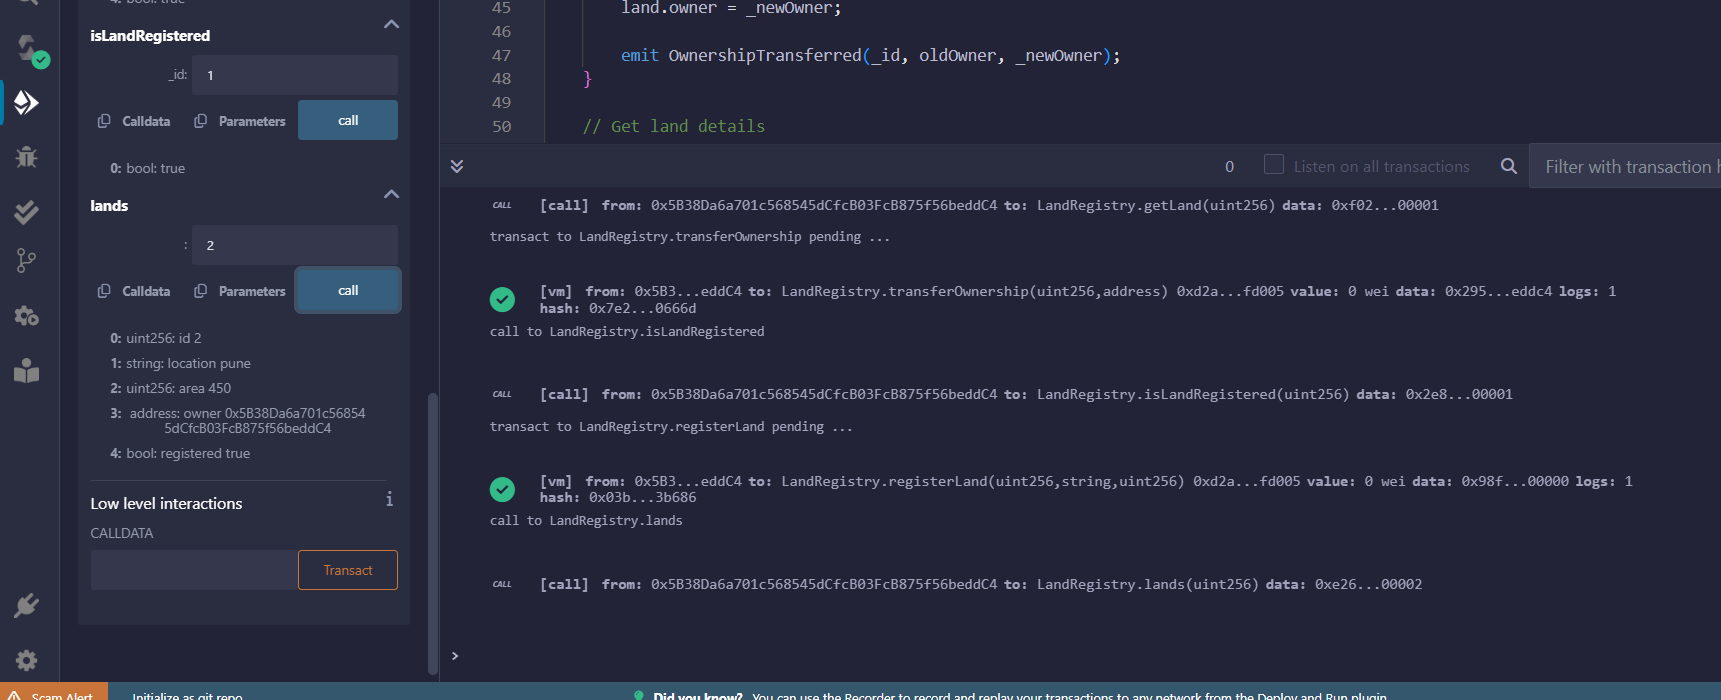 4: bool: true
isLandRegistered
_id: 1
Calldata Parameters call
0: bool: true
lands
: 2
Calldata Parameters call
0: uint256: id 2
1: string: location pune
2: uint256: area 450
3: address: owner 0x5B38Da6a701c56854
5dCfcB03FcB875f56beddC4
4: bool: registered true
Low level interactions i
CALLDATA
Transact
45 land.owner = _newOwner;
46
47 emit OwnershipTransferred(_id, oldOwner, _newOwner);
48 }
49
50 // Get land details
0 Listen on all transactions Filter with transaction h
CALL [call] from: 0x5B38Da6a701c568545dCfcB03FcB875f56beddC4 to: LandRegistry.getLand(uint256) data: 0xf02...00001
transact to LandRegistry.transferOwnership pending ...
[vm] from: 0x5B3...eddC4 to: LandRegistry.transferOwnership(uint256,address) 0xd2a...fd005 value: 0 wei data: 0x295...eddc4 logs: 1
hash: 0x7e2...0666d
call to LandRegistry.isLandRegistered
CALL [call] from: 0x5B38Da6a701c568545dCfcB03FcB875f56beddC4 to: LandRegistry.isLandRegistered(uint256) data: 0x2e8...00001
transact to LandRegistry.registerLand pending ...
[vm] from: 0x5B3...eddC4 to: LandRegistry.registerLand(uint256,string,uint256) 0xd2a...fd005 value: 0 wei data: 0x98f...00000 logs: 1
hash: 0x03b...3b686
call to LandRegistry.lands
CALL [call] from: 0x5B38Da6a701c568545dCfcB03FcB875f56beddC4 to: LandRegistry.lands(uint256) data: 0xe26...00002
>
Scam Alert Initialize as git repo Did you know? You can use the Recorder to record and replay your transactions to any network from the Deploy and Run plugin.